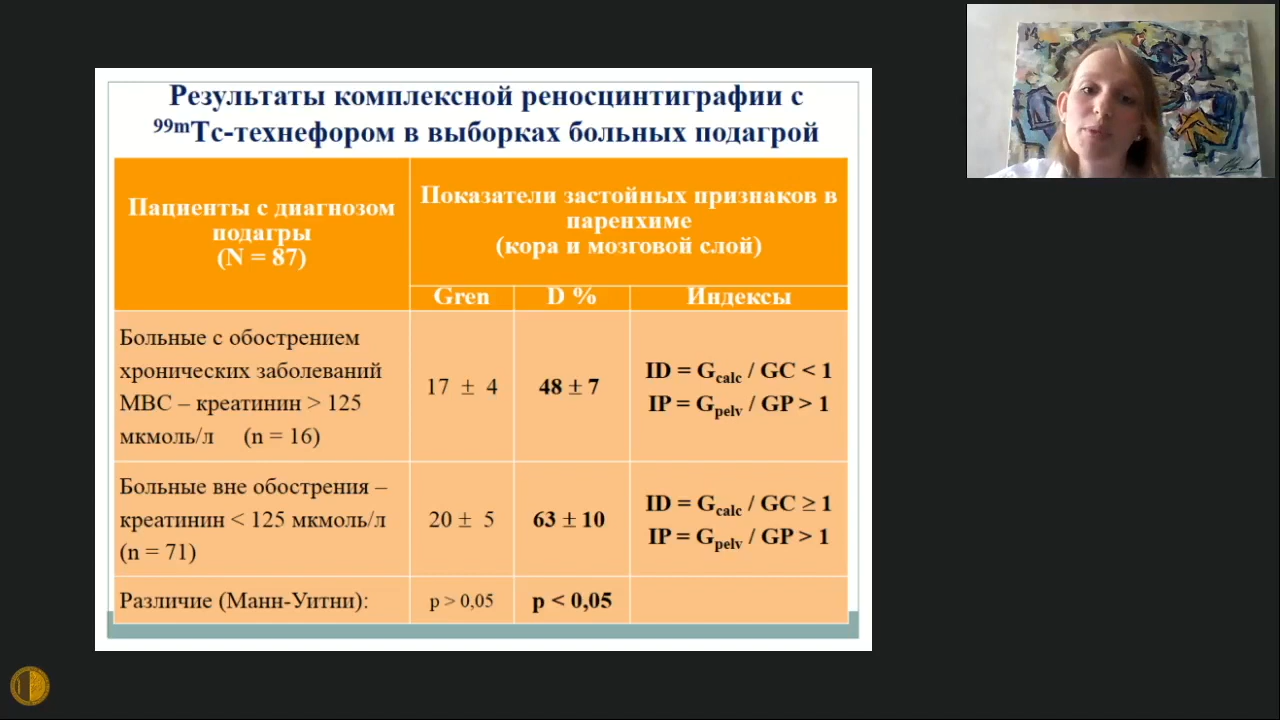 Результаты комплексной реносцинтиграфии с
99mТс-технефором в выборках больных подагрой
Пациенты с диагнозом
подагры
(N = 87)
Показатели застойных признаков в
паренхиме
(кора и мозговой слой)
Gren
D %
Индексы
Больные с обострением
хронических заболеваний
МВС – креатинин > 125
мкмоль/л (n = 16)
17 ± 4
48 ± 7
ID = Gcalc / GC < 1
IP = Gpelv / GP > 1
Больные вне обострения –
креатинин < 125 мкмоль/л
(n = 71)
20 ± 5
63 ± 10
ID = Gcalc / GC ≥ 1
IP = Gpelv / GP > 1
Различие (Манн-Уитни):
p > 0,05
p < 0,05